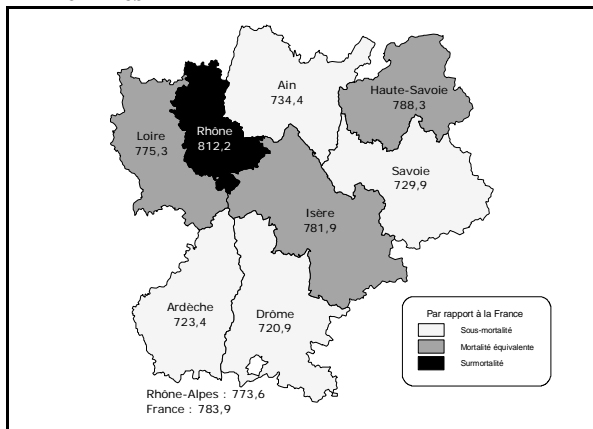 Ain
734,4
Haute-Savoie
788,3
Loire
775,3
Rhône
812,2
Savoie
729,9
Isère
781,9
Ardèche
723,4
Drôme
720,9
Par rapport à la France
Sous-mortalité
Mortalité équivalente
Surmortalité
Rhône-Alpes : 773,6
France : 783,9